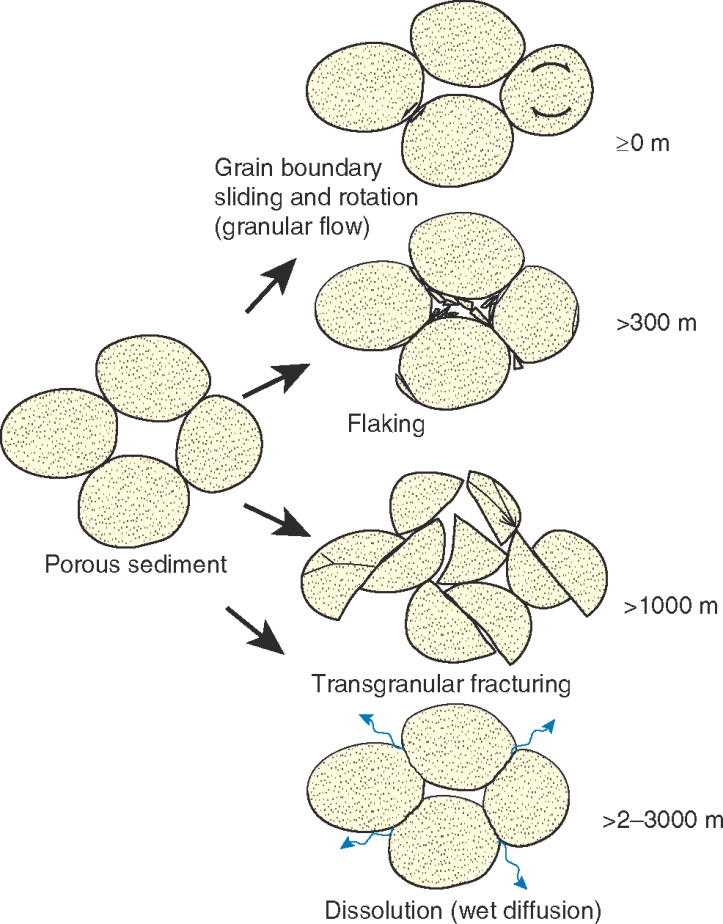 ≥0 m
Grain boundary
sliding and rotation
(granular flow)
>300 m
Flaking
Porous sediment
>1000 m
Transgranular fracturing
>2–3000 m
Dissolution (wet diffusion)